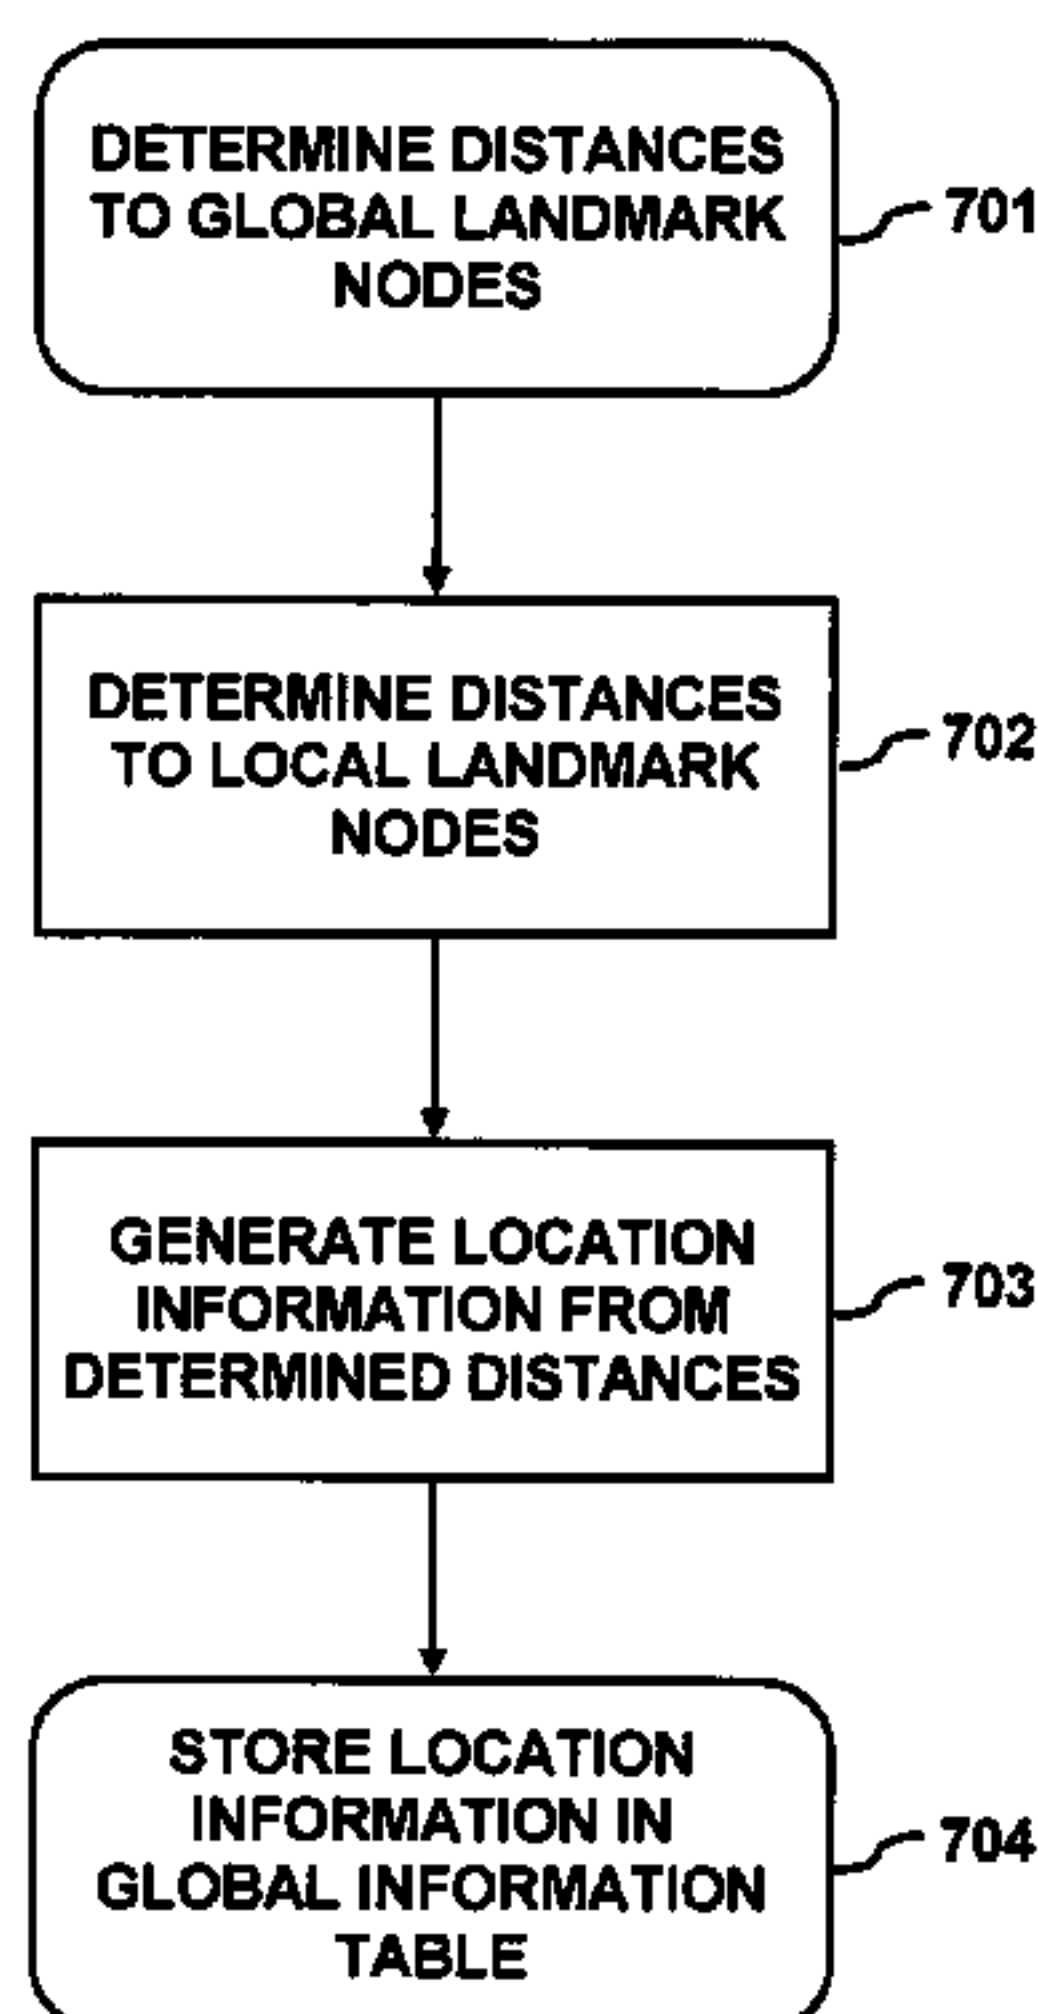 DETERMINE DISTANCES
TO GLOBAL LANDMARK
NODES
701
DETERMINE DISTANCES
TO LOCAL LANDMARK
NODES
702
GENERATE LOCATION
INFORMATION FROM
DETERMINED DISTANCES
703
STORE LOCATION
INFORMATION IN
GLOBAL INFORMATION
TABLE
704